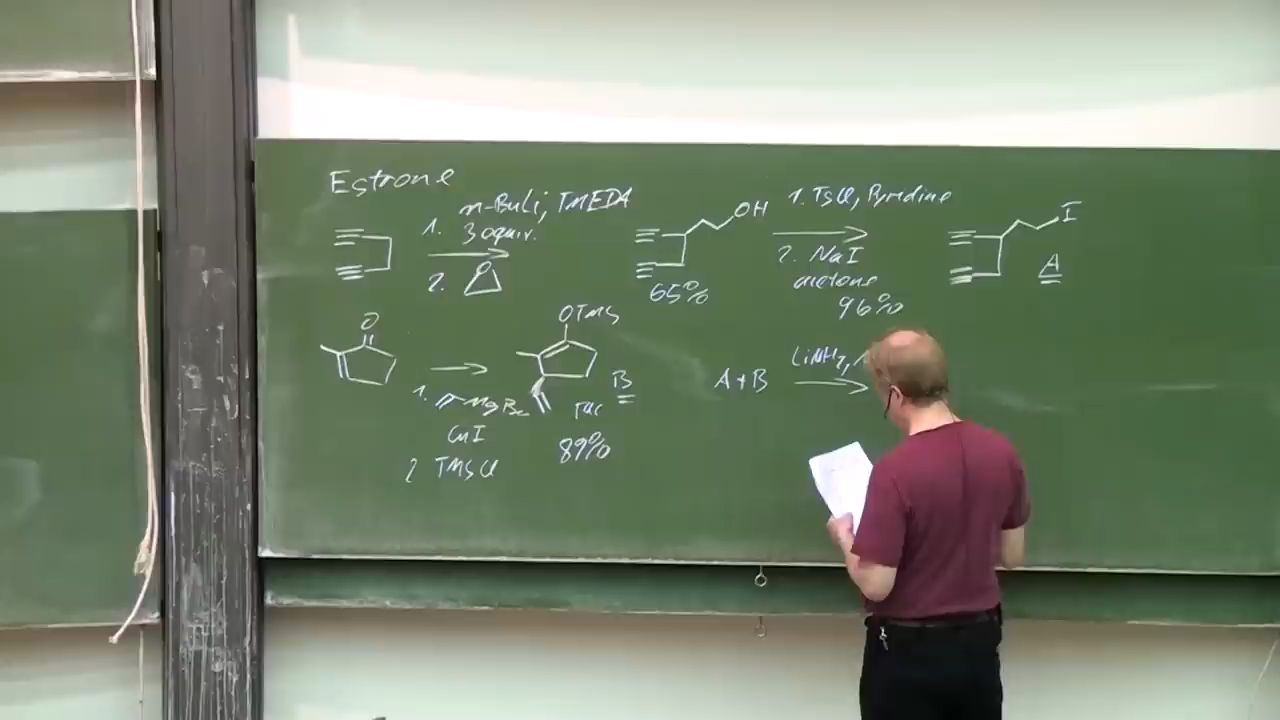 Estrone
n-BuLi, TMEDA
1. 3 equiv.
2. O
OH
65%
1. TsCl, Pyridine
2. NaI
acetone
96%
I
A
O
1. MgBr
CuI
2 TMSCl
OTMS
B
rac
89%
A + B
LiNH2,